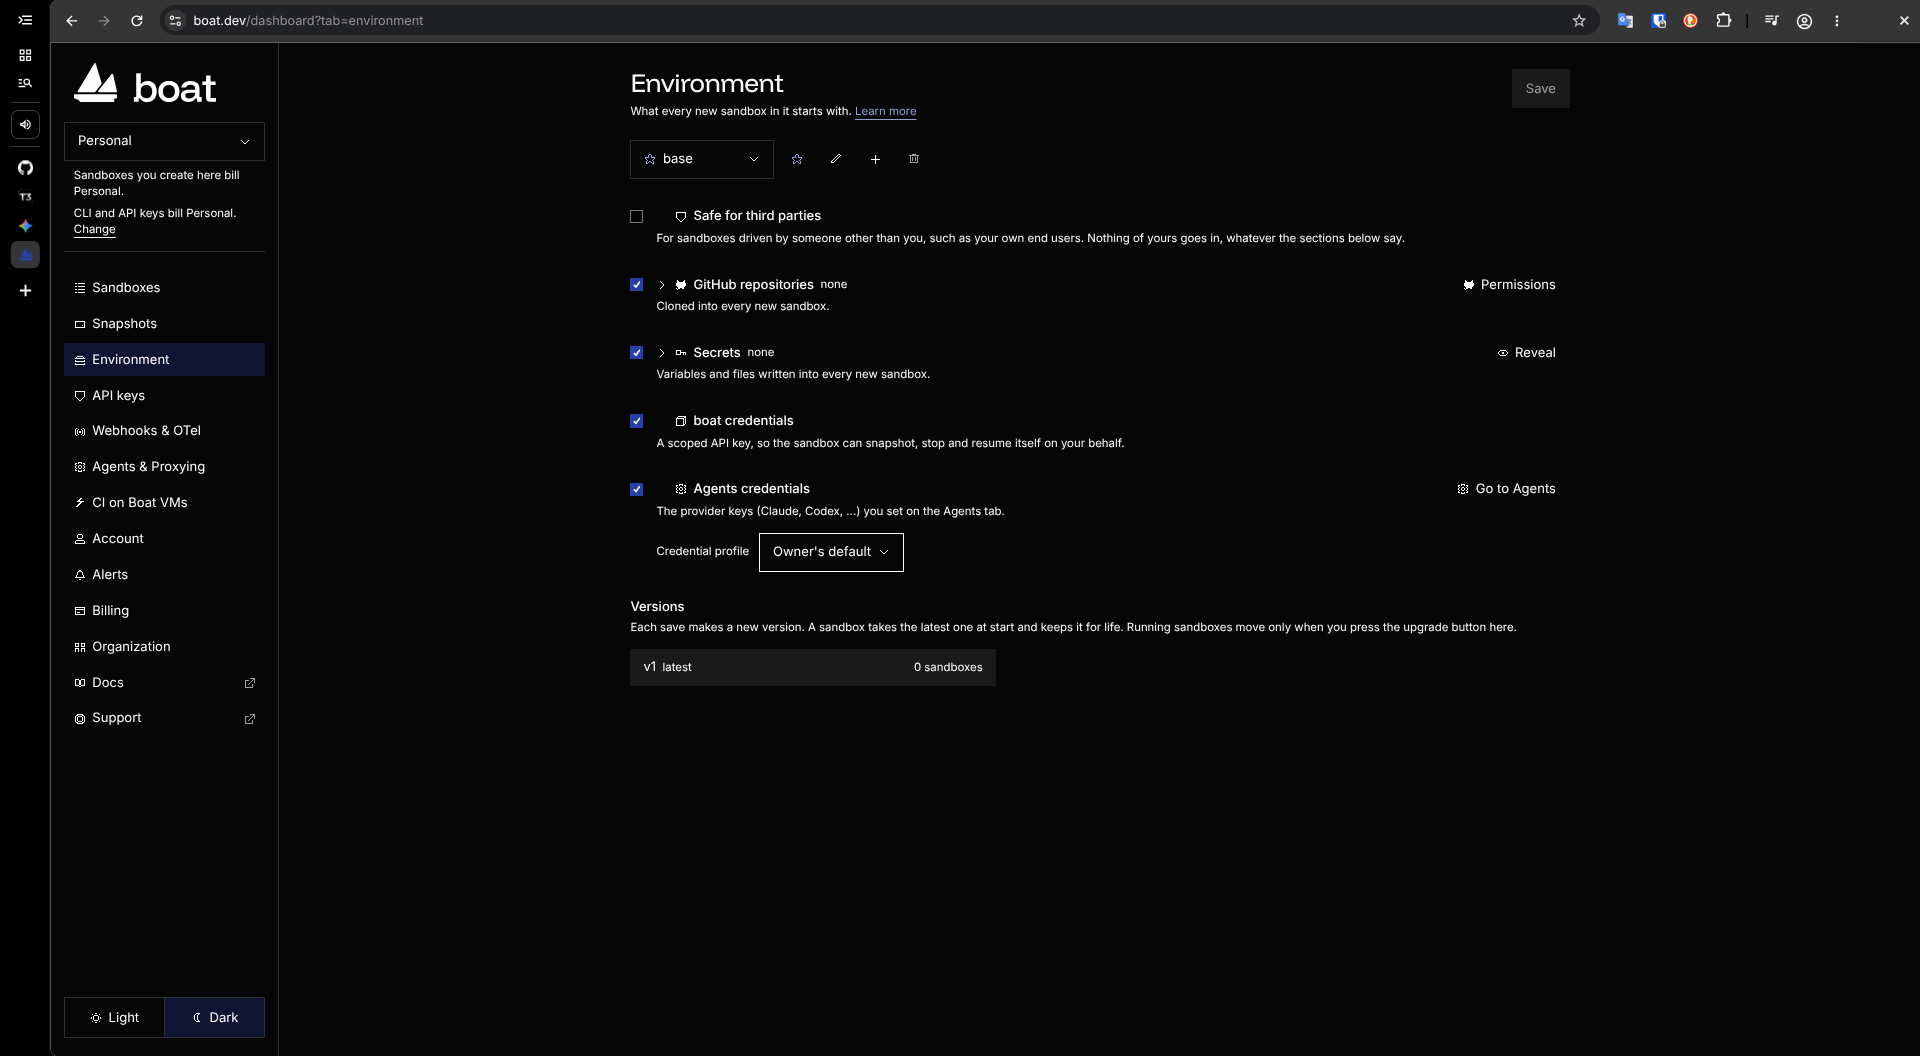 boat.dev/dashboard?tab=environment
T3
boat
Personal
Sandboxes you create here bill
Personal.
CLI and API keys bill Personal.
Change
Sandboxes
Snapshots
Environment
API keys
Webhooks & OTel
Agents & Proxying
CI on Boat VMs
Account
Alerts
Billing
Organization
Docs
Support
Light
Dark
Environment
Save
What every new sandbox in it starts with. Learn more
base
Safe for third parties
For sandboxes driven by someone other than you, such as your own end users. Nothing of yours goes in, whatever the sections below say.
GitHub repositories none
Permissions
Cloned into every new sandbox.
Secrets none
Reveal
Variables and files written into every new sandbox.
boat credentials
A scoped API key, so the sandbox can snapshot, stop and resume itself on your behalf.
Agents credentials
Go to Agents
The provider keys (Claude, Codex, ...) you set on the Agents tab.
Credential profile
Owner's default
Versions
Each save makes a new version. A sandbox takes the latest one at start and keeps it for life. Running sandboxes move only when you press the upgrade button here.
v1 latest
0 sandboxes